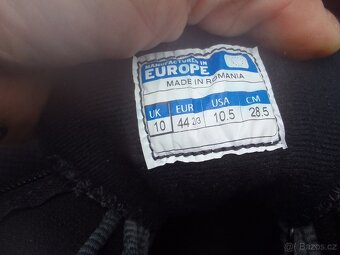 MANUFACTURED IN
EUROPE
MADE IN ROMANIA
UK EUR USA CM
10 44 2/3 10.5 28.5
Bazoš.cz